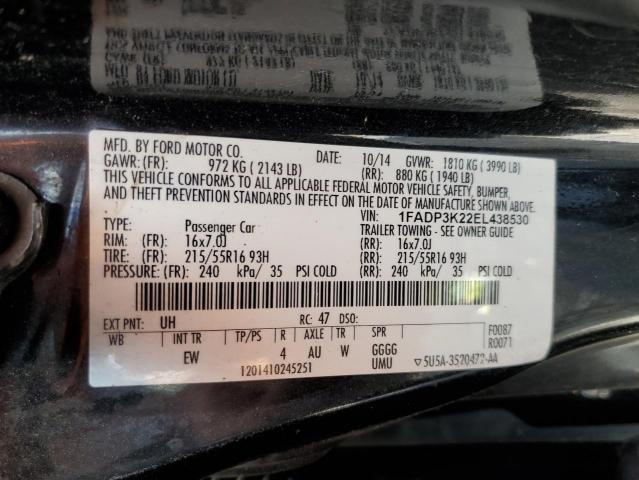 MFD. BY FORD MOTOR CO. DATE: 10/14 GVWR: 1810 KG (3990 LB)
GAWR: (FR): 972 KG (2143 LB) (RR): 880 KG (1940 LB)
THIS VEHICLE CONFORMS TO ALL APPLICABLE FEDERAL MOTOR VEHICLE SAFETY, BUMPER,
AND THEFT PREVENTION STANDARDS IN EFFECT ON THE DATE OF MANUFACTURE SHOWN ABOVE.
VIN: 1FADP3K22EL438530
TYPE: Passenger Car TRAILER TOWING - SEE OWNER GUIDE
RIM: (FR): 16x7.0J (RR): 16x7.0J
TIRE: (FR): 215/55R16 93H (RR): 215/55R16 93H
PRESSURE: (FR): 240 kPa/ 35 PSI COLD (RR): 240 kPa/ 35 PSI COLD
EXT PNT: UH RC: 47 DSO: F0087
WB INT TR TP/PS R AXLE TR SPR R0071
EW 4 AU W GGGG
1201410245251 UMU ▽5U5A-3520472-AA